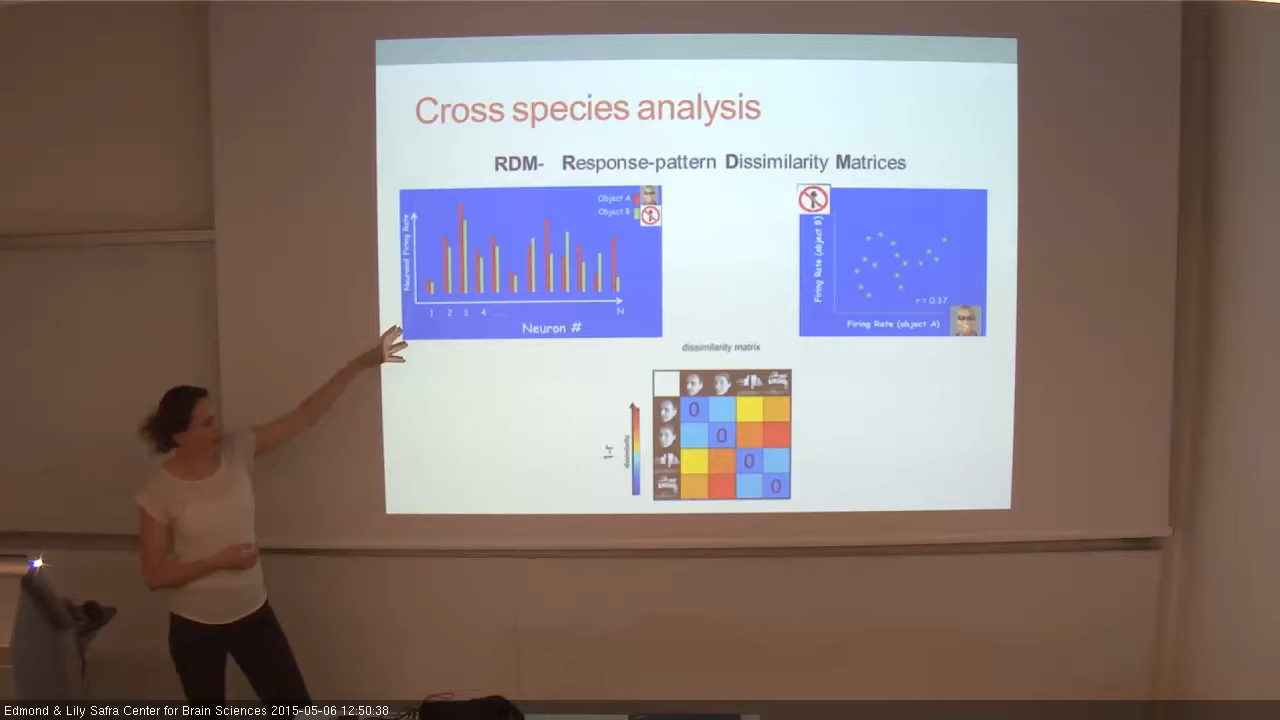 Cross species analysis
RDM- Response-pattern Dissimilarity Matrices
Object A
Object B
Neuronal Firing Rate
1 2 3 4 ..... N
Neuron #
Firing Rate (object B)
r = 0.37
Firing Rate (object A)
dissimilarity matrix
1-r
dissimilarity
0
0
0
0
Edmond & Lily Safra Center for Brain Sciences 2015-05-06 12:50:38